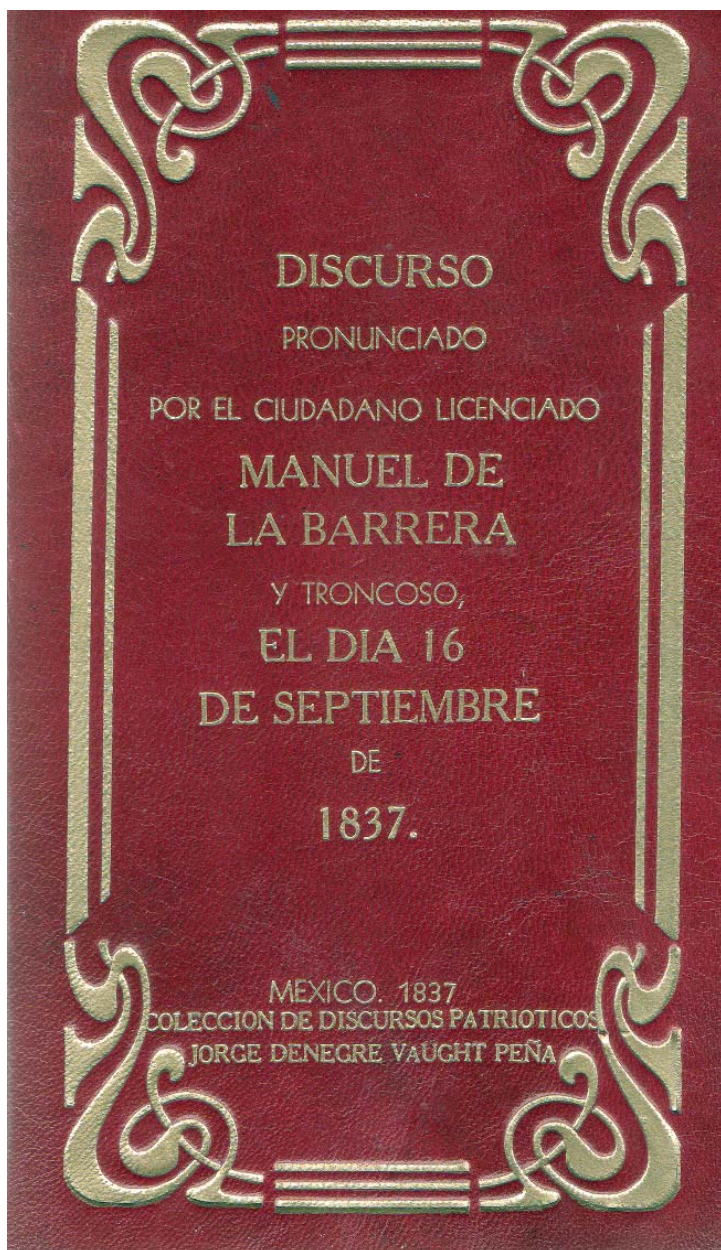 DISCURSO
PRONUNCIADO
POR EL CIUDADANO LICENCIADO
MANUEL DE
LA BARRERA
Y TRONCOSO,
EL DIA 16
DE SEPTIEMBRE
DE
1837.
MEXICO. 1837
COLECCION DE DISCURSOS PATRIOTICOS
JORGE DENEGRE VAUGHT PEÑA